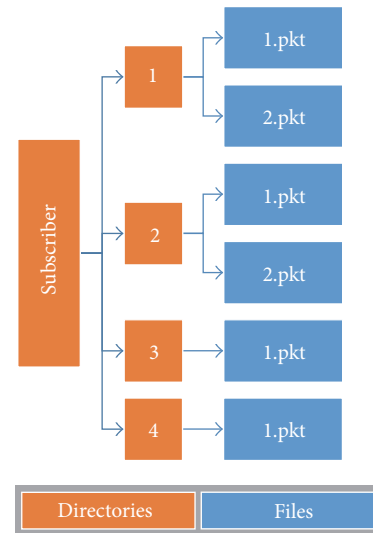 Subscriber
1
1.pkt
2.pkt
2
1.pkt
2.pkt
3
1.pkt
4
1.pkt
Directories
Files